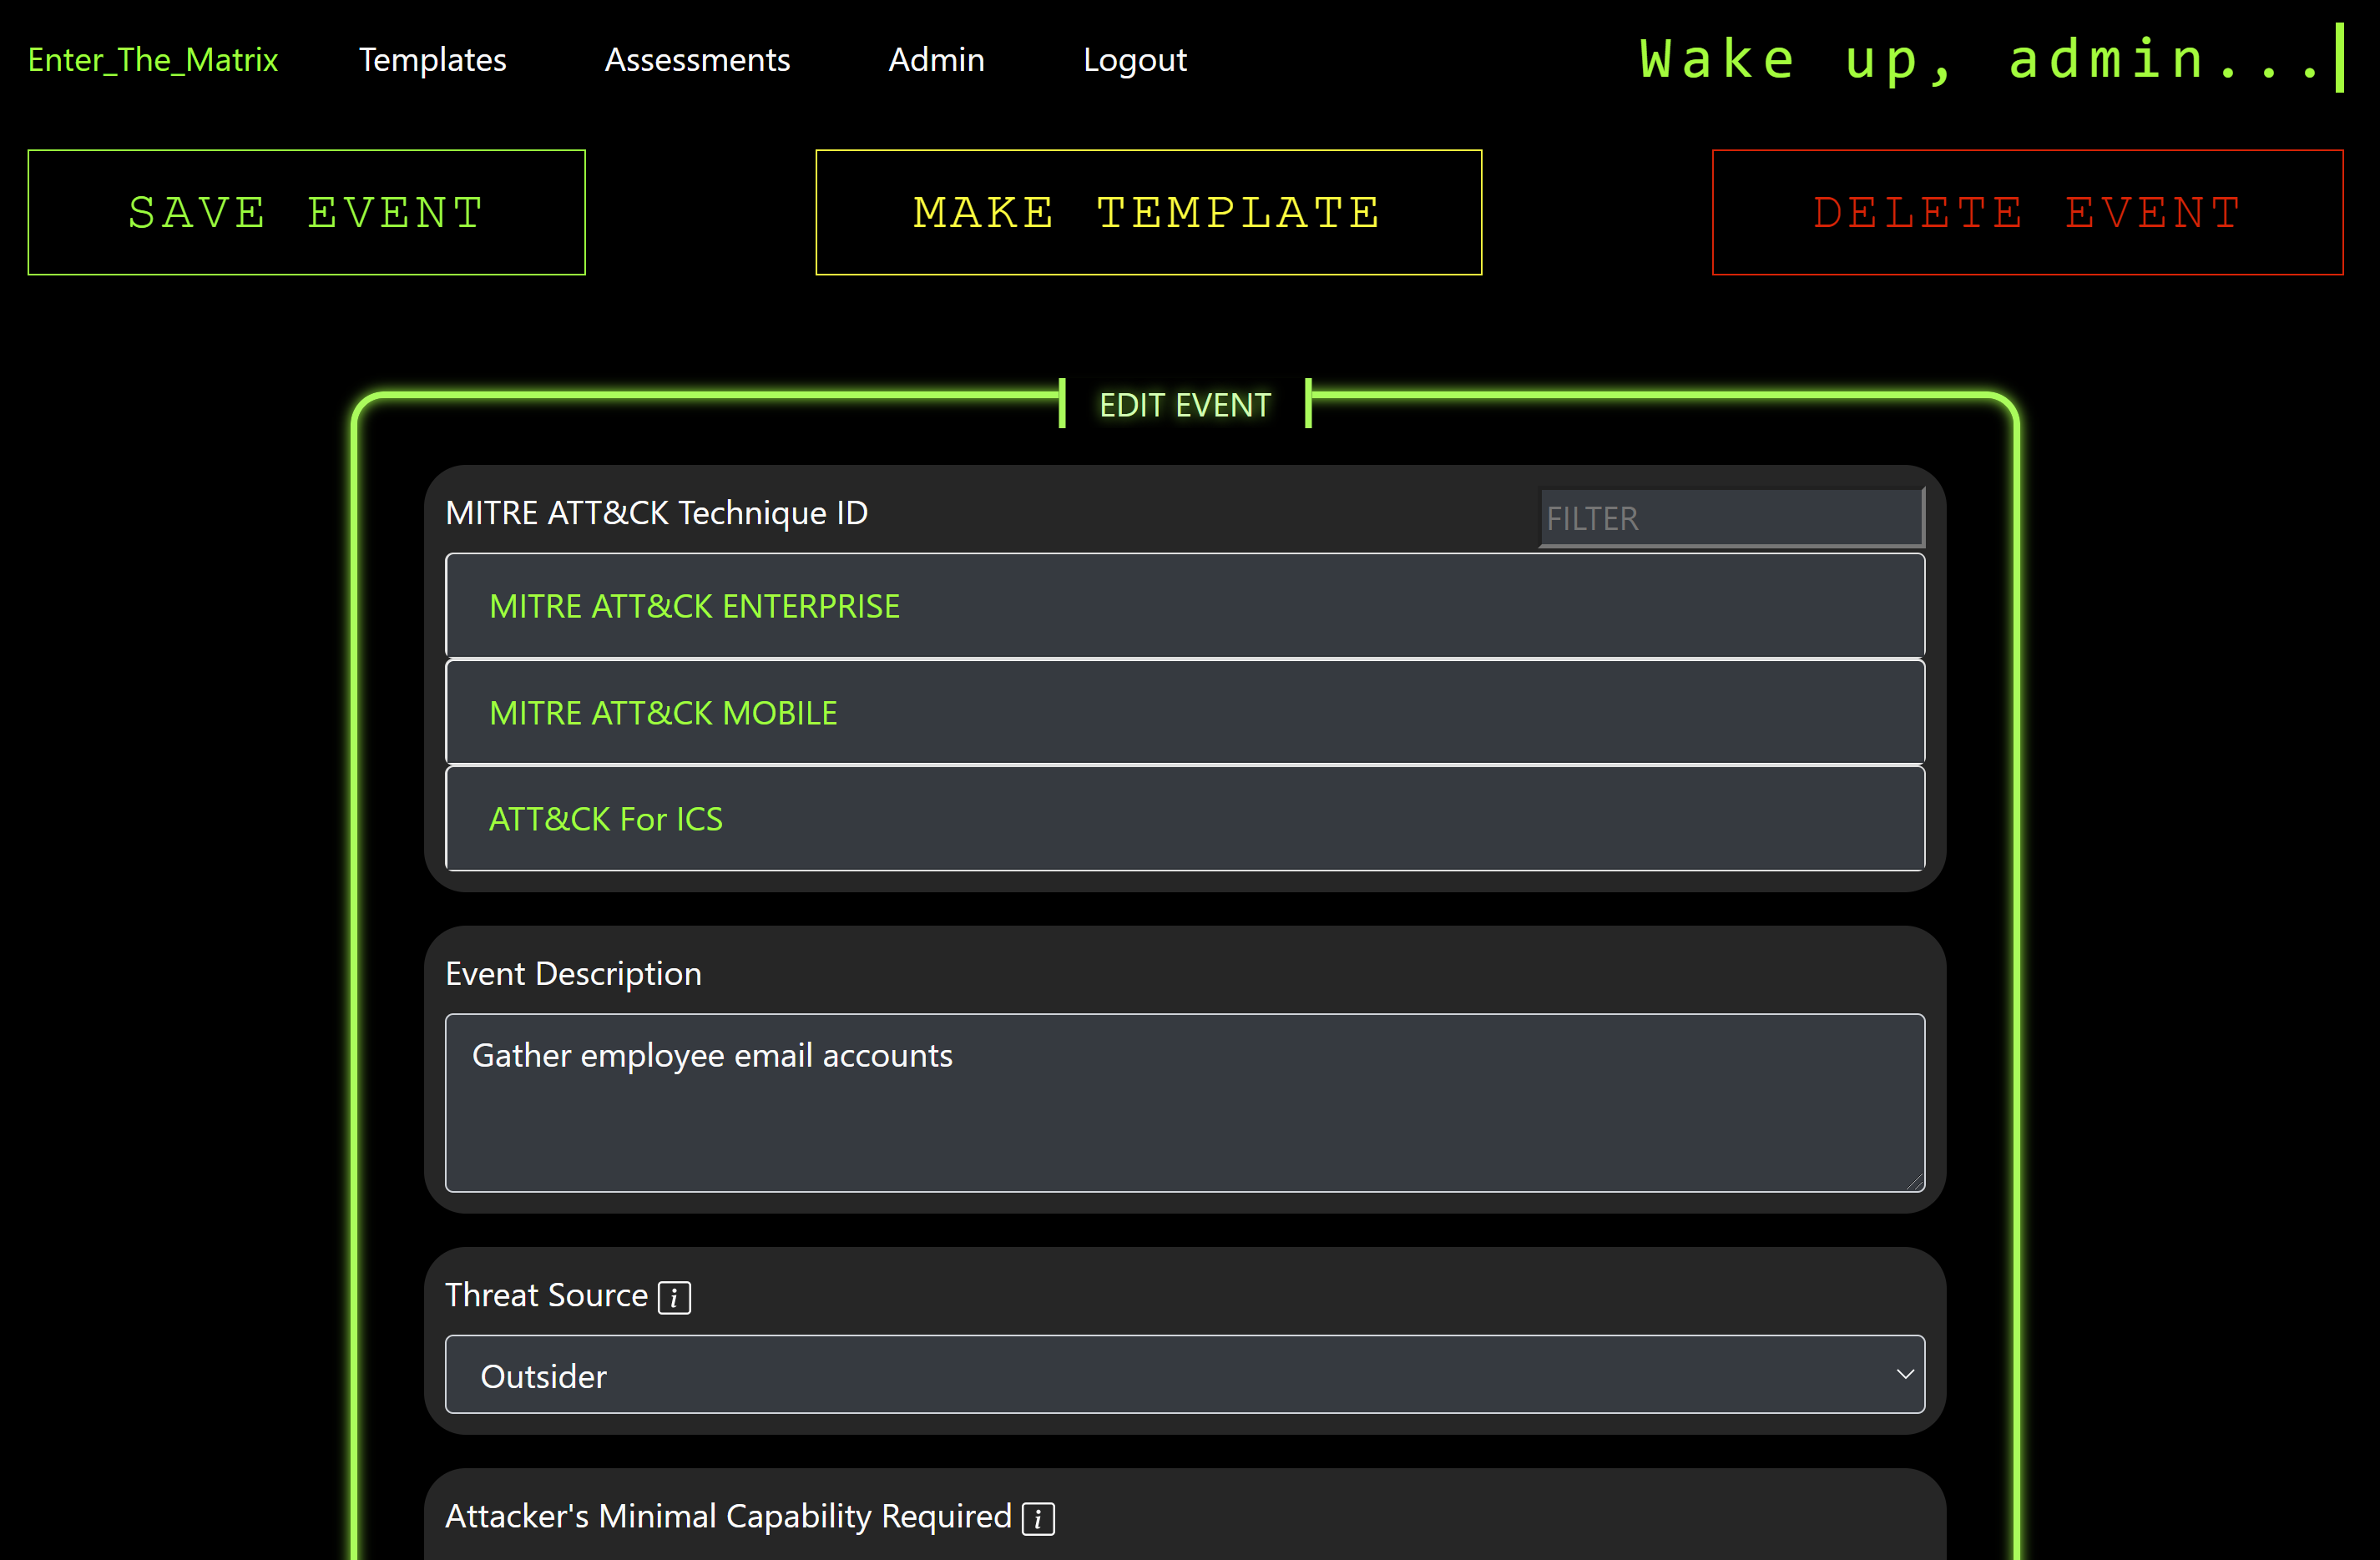 Enter_The_Matrix Templates Assessments Admin Logout Wake up, admin...
SAVE EVENT MAKE TEMPLATE DELETE EVENT
EDIT EVENT
MITRE ATT&CK Technique ID FILTER
MITRE ATT&CK ENTERPRISE
MITRE ATT&CK MOBILE
ATT&CK For ICS
Event Description
Gather employee email accounts
Threat Source i
Outsider
Attacker's Minimal Capability Required i